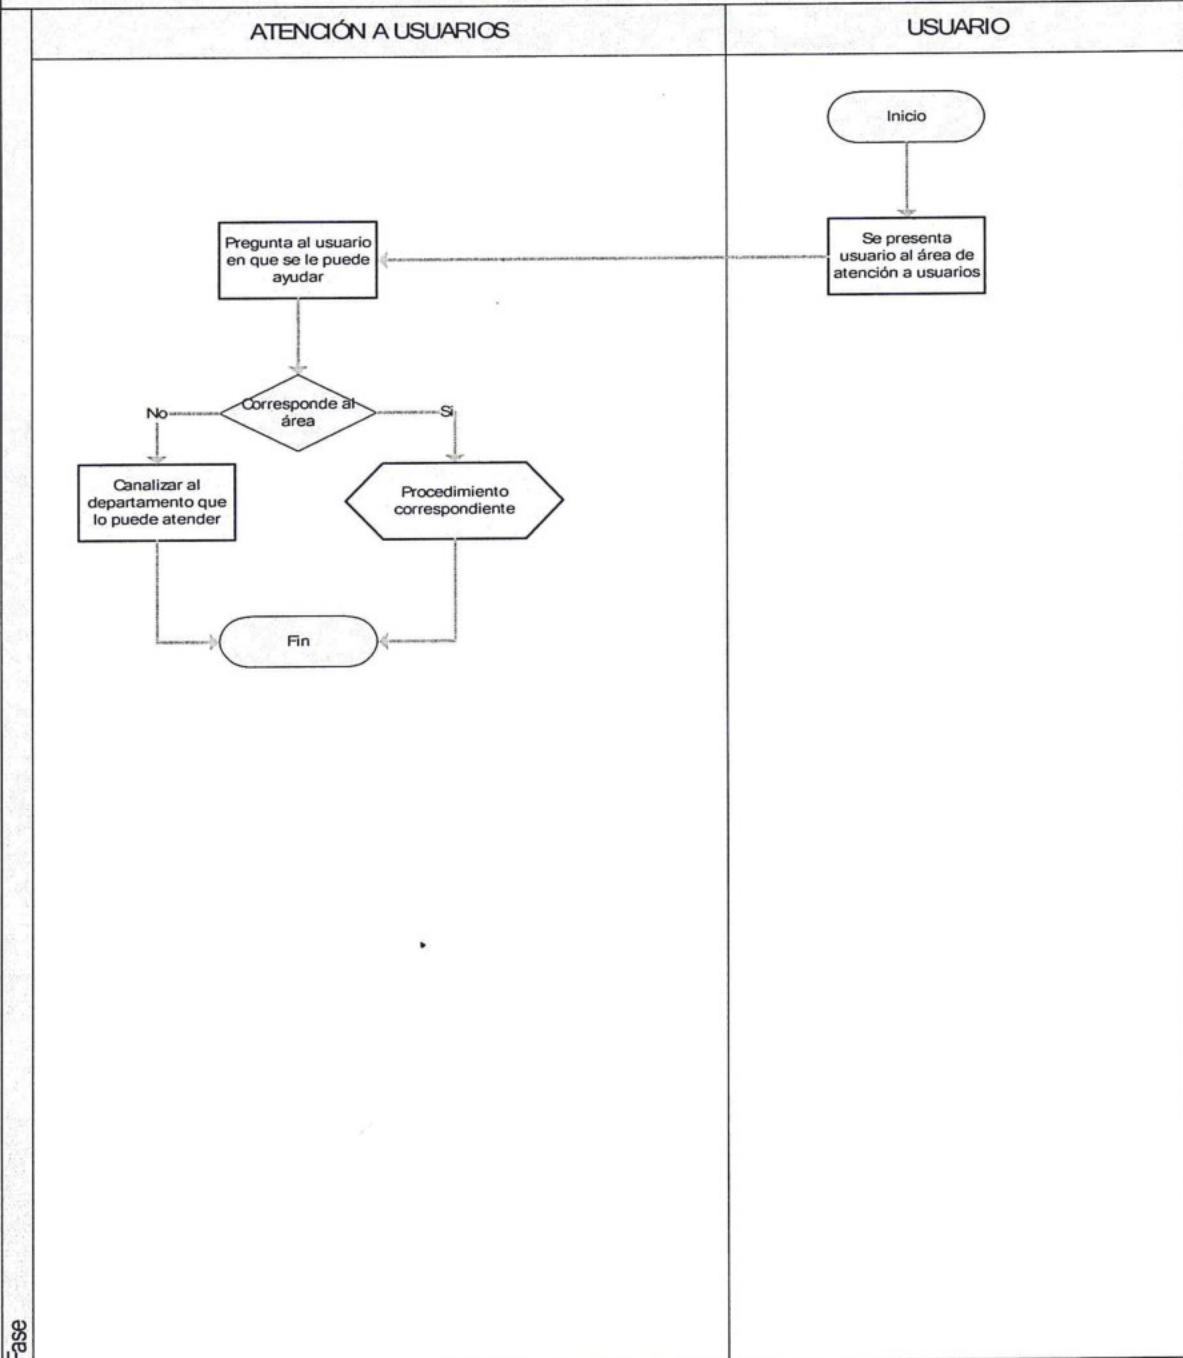 ATENCIÓN A USUARIOS
USUARIO
Inicio
Se presenta
usuario al área de
atención a usuarios
Pregunta al usuario
en que se le puede
ayudar
Corresponde al
área
No
Si
Canalizar al
departamento que
lo puede atender
Procedimiento
correspondiente
Fin
Fase